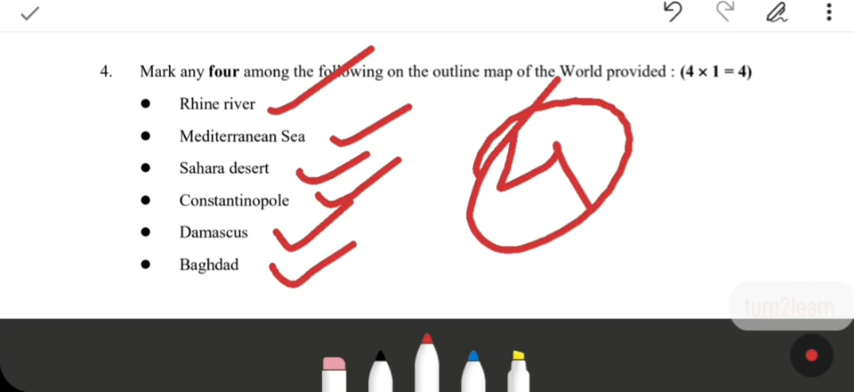 4. Mark any four among the following on the outline map of the World provided : (4 × 1 = 4)
● Rhine river
● Mediterranean Sea
● Sahara desert
● Constantinople
● Damascus
● Baghdad
4
turn2learn